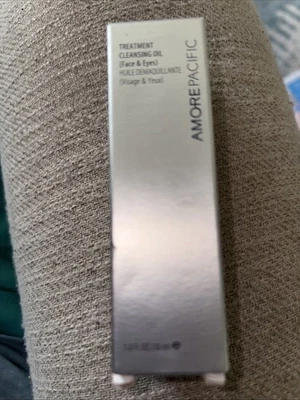 TREATMENT
CLEANSING OIL
(Face & Eyes)
HUILE DÉMAQUILLANTE
(Visage & Yeux)
AMOREPACIFIC